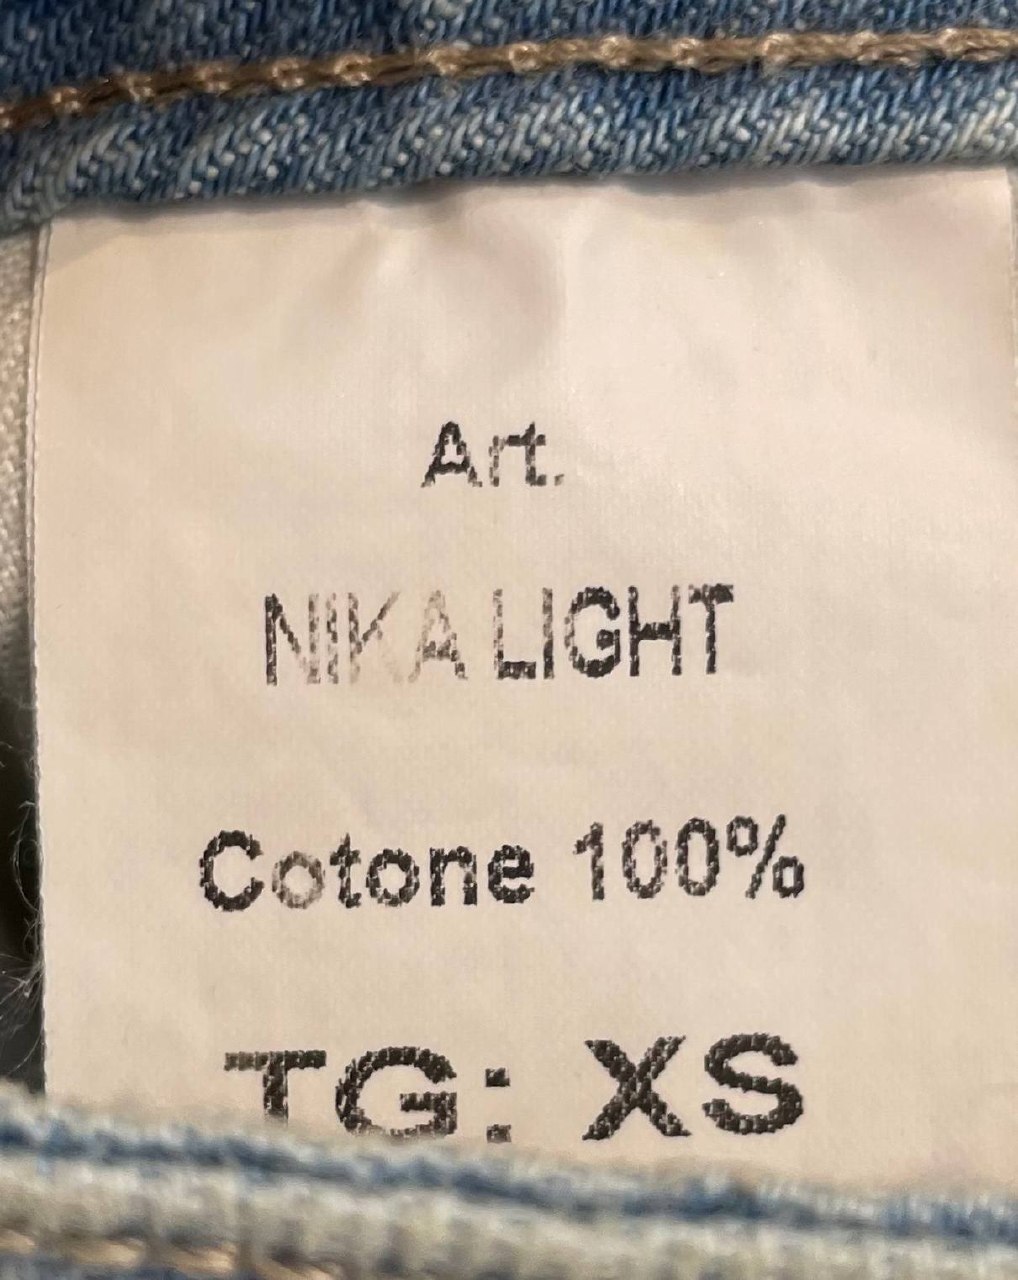 Art.
NIKA LIGHT
Cotone 100%
TG: XS